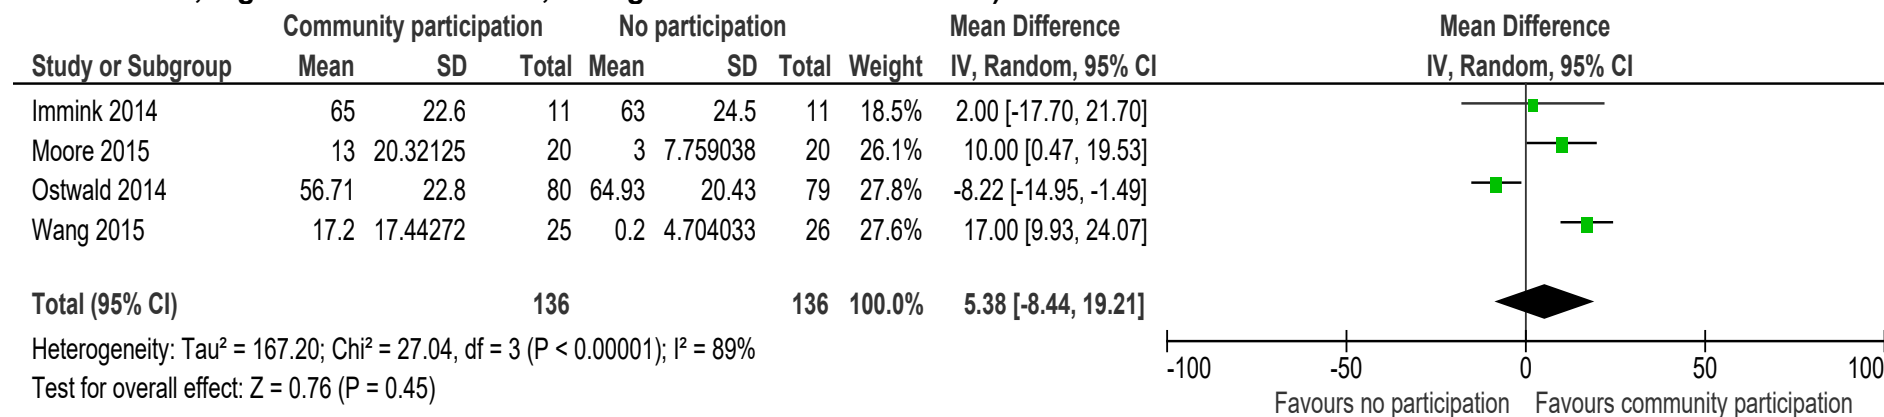 Community participation No participation Mean Difference Mean Difference
Study or Subgroup Mean SD Total Mean SD Total Weight IV, Random, 95% CI IV, Random, 95% CI
Immink 2014 65 22.6 11 63 24.5 11 18.5% 2.00 [-17.70, 21.70]
Moore 2015 13 20.32125 20 3 7.759038 20 26.1% 10.00 [0.47, 19.53]
Ostwald 2014 56.71 22.8 80 64.93 20.43 79 27.8% -8.22 [-14.95, -1.49]
Wang 2015 17.2 17.44272 25 0.2 4.704033 26 27.6% 17.00 [9.93, 24.07]
Total (95% CI) 136 136 100.0% 5.38 [-8.44, 19.21]
Heterogeneity: Tau² = 167.20; Chi² = 27.04, df = 3 (P < 0.00001); I² = 89%
Test for overall effect: Z = 0.76 (P = 0.45)
-100 -50 0 50 100
Favours no participation Favours community participation